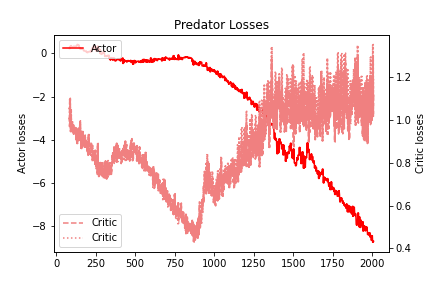 Predator Losses
Actor
Critic
Critic
Actor losses
Critic losses
0
−2
−4
−6
−8
1.2
1.0
0.8
0.6
0.4
0 250 500 750 1000 1250 1500 1750 2000